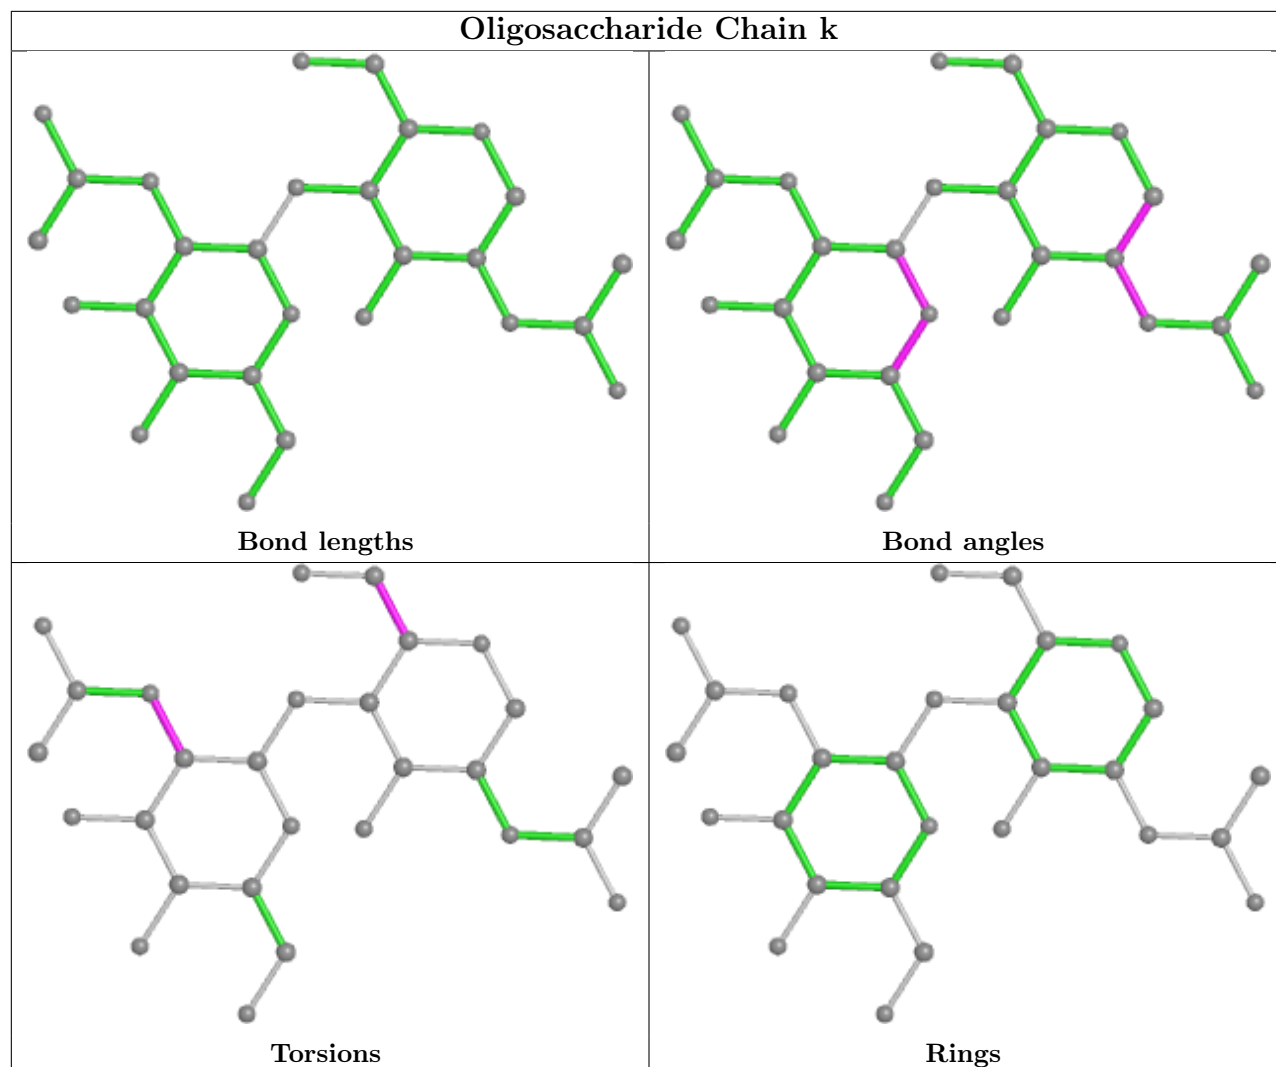 Oligosaccharide Chain k
Bond lengths
Bond angles
Torsions
Rings